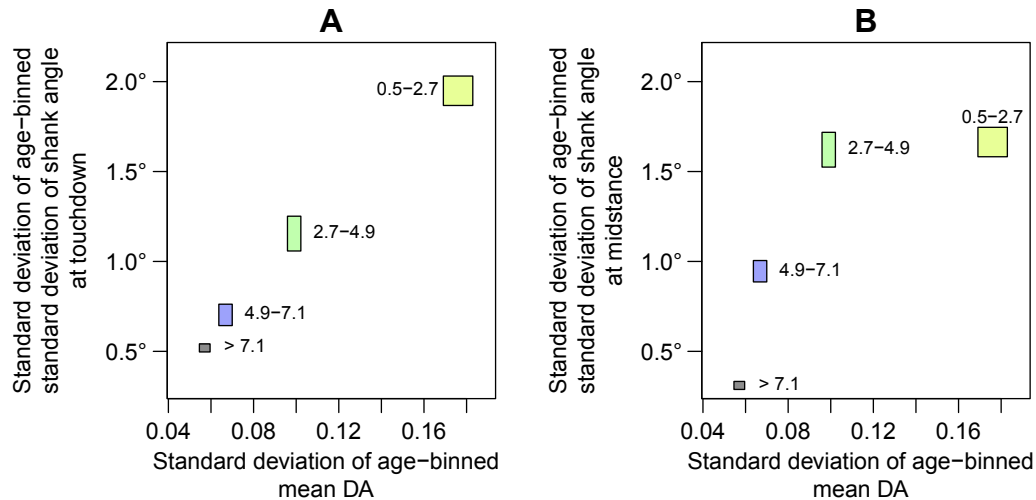 A
Standard deviation of age−binned
standard deviation of shank angle
at touchdown
2.0°
1.5°
1.0°
0.5°
0.5−2.7
2.7−4.9
4.9−7.1
> 7.1
0.04 0.08 0.12 0.16
Standard deviation of age−binned
mean DA
B
Standard deviation of age−binned
standard deviation of shank angle
at midstance
2.0°
1.5°
1.0°
0.5°
0.5−2.7
2.7−4.9
4.9−7.1
> 7.1
0.04 0.08 0.12 0.16
Standard deviation of age−binned
mean DA